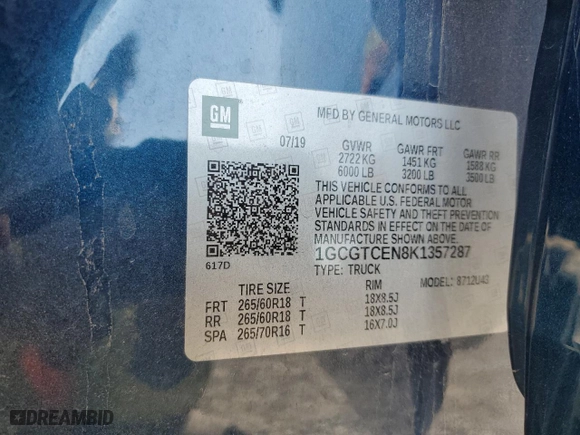 GM
MFD BY GENERAL MOTORS LLC
07/19
GVWR GAWR FRT GAWR RR
2722 KG 1451 KG 1588 KG
6000 LB 3200 LB 3500 LB
THIS VEHICLE CONFORMS TO ALL
APPLICABLE U.S. FEDERAL MOTOR
VEHICLE SAFETY AND THEFT PREVENTION
STANDARDS IN EFFECT ON THE DATE OF
MANUFACTURE SHOWN ABOVE.
1GCGTCEN8K1357287
617D
TYPE: TRUCK MODEL: 8712U43
TIRE SIZE RIM
FRT 265/60R18 T 18X8.5J
RR 265/60R18 T 18X8.5J
SPA 265/70R16 T 16X7.0J
DREAMBID